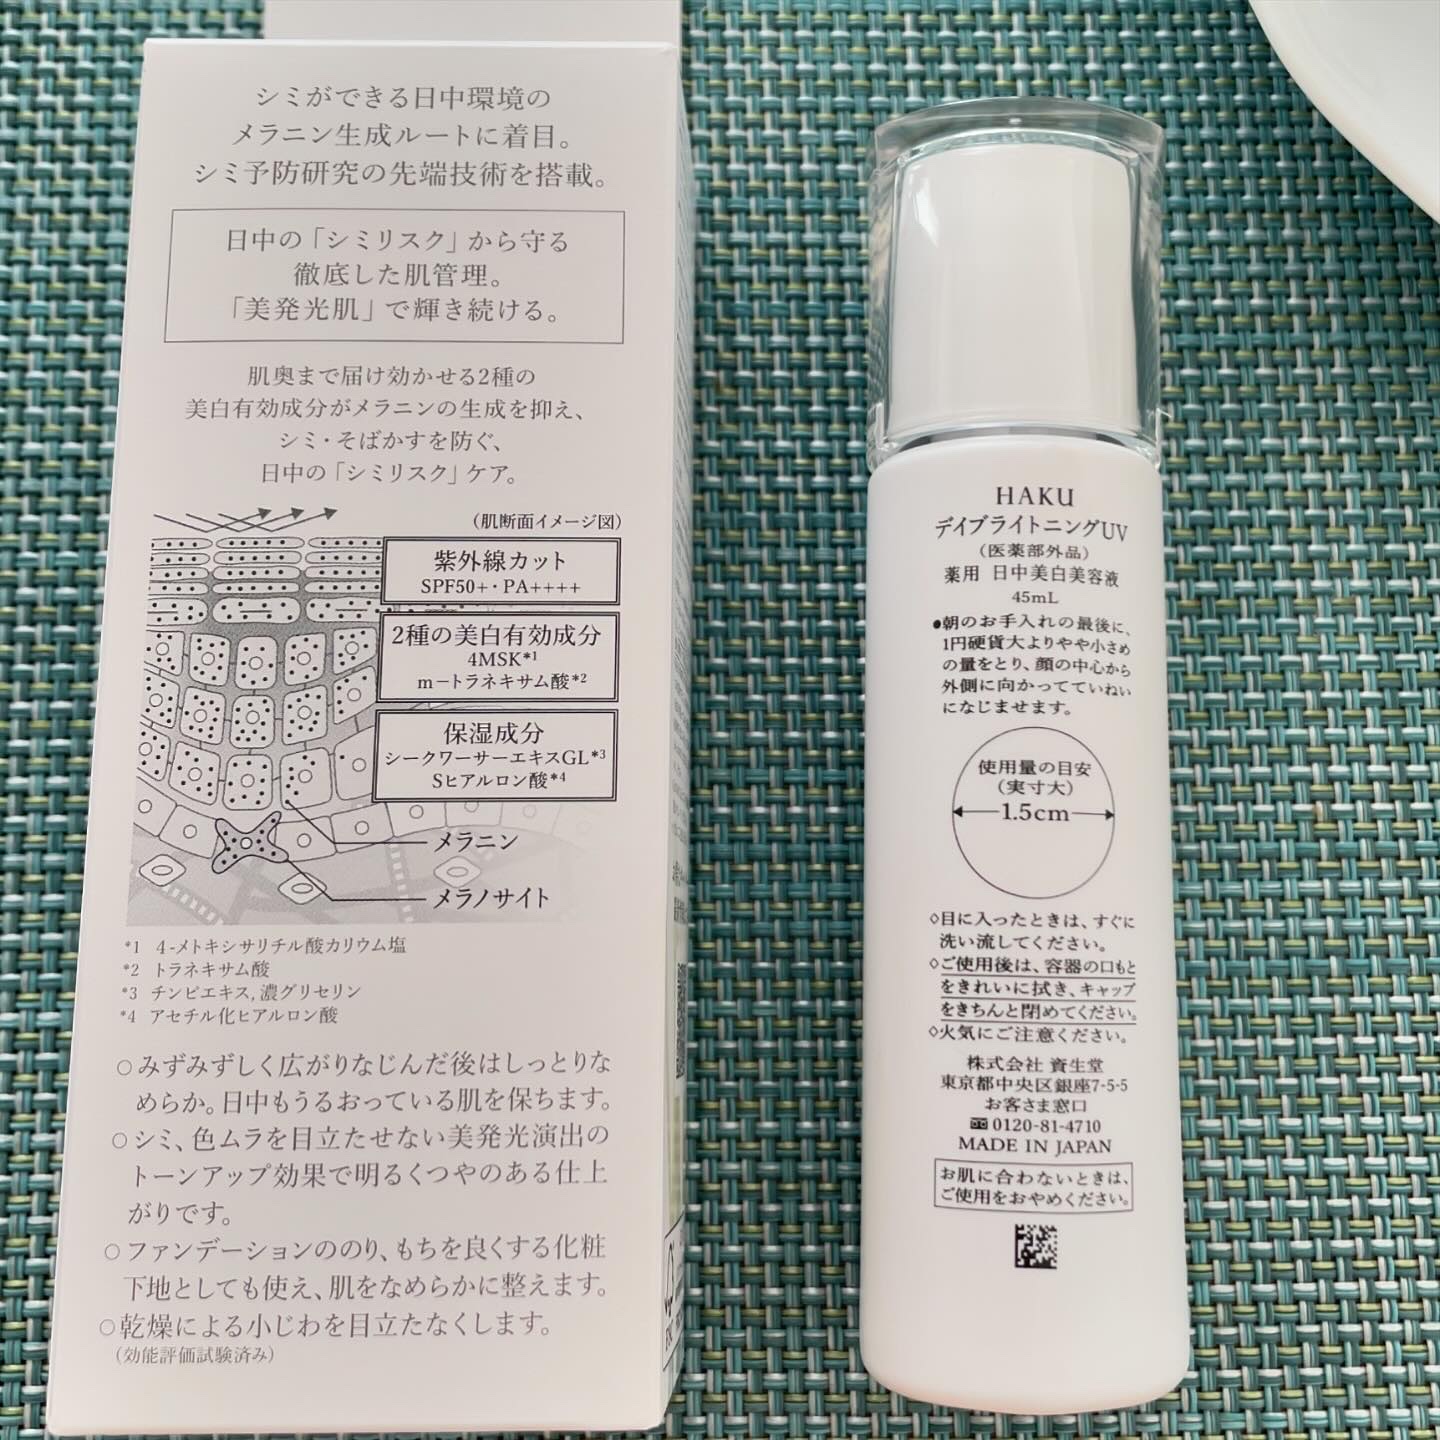 シミができる日中環境の
メラニン生成ルートに着目。
シミ予防研究の先端技術を搭載。
日中の「シミリスク」から守る
徹底した肌管理。
「美発光肌」で輝き続ける。
肌奥まで届け効かせる2種の
美白有効成分がメラニンの生成を抑え、
シミ・そばかすを防ぐ、
日中の「シミリスク」ケア。
(肌断面イメージ図)
紫外線カット
SPF50+・PA++++
2種の美白有効成分
4MSK*1
m-トラネキサム酸*2
保湿成分
シークワーサーエキスGL*3
Sヒアルロン酸*4
メラニン
メラノサイト
*1 4-メトキシサリチル酸カリウム塩
*2 トラネキサム酸
*3 チンピエキス,濃グリセリン
*4 アセチル化ヒアルロン酸
○みずみずしく広がりなじんだ後はしっとりな
めらか。日中もうるおっている肌を保ちます。
○シミ、色ムラを目立たせない美発光演出の
トーンアップ効果で明るくつやのある仕上
がりです。
○ファンデーションののり、もちを良くする化粧
下地としても使え、肌をなめらかに整えます。
○乾燥による小じわを目立たなくします。
(効能評価試験済み)
HAKU
デイブライトニングUV
(医薬部外品)
薬用 日中美白美容液
45mL
●朝のお手入れの最後に、
1円硬貨大よりやや小さめ
の量をとり、顔の中心から
外側に向かってていねい
になじませます。
使用量の目安
(実寸大)
1.5cm
◇目に入ったときは、すぐに
洗い流してください。
◇ご使用後は、容器の口もと
をきれいに拭き、キャップ
をきちんと閉めてください。
◇火気にご注意ください。
株式会社 資生堂
東京都中央区銀座7-5-5
お客さま窓口
0120-81-4710
MADE IN JAPAN
お肌に合わないときは、
ご使用をおやめください。